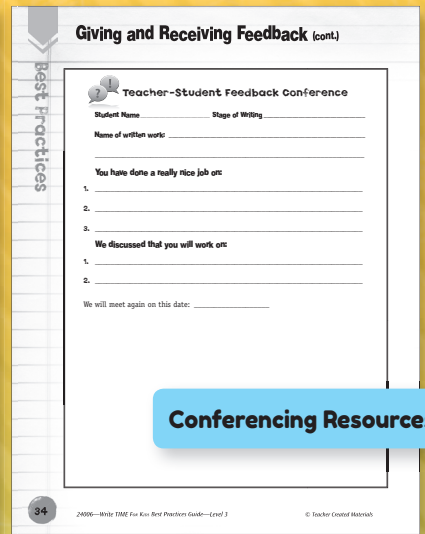 Giving and Receiving Feedback (cont.)
Best Practices
? !
Teacher-Student Feedback Conference
Student Name Stage of Writing
Name of written work:
You have done a really nice job on:
1.
2.
3.
We discussed that you will work on:
1.
2.
We will meet again on this date:
Conferencing Resource
34
24006—Write TIME For Kids Best Practices Guide—Level 3 © Teacher Created Materials